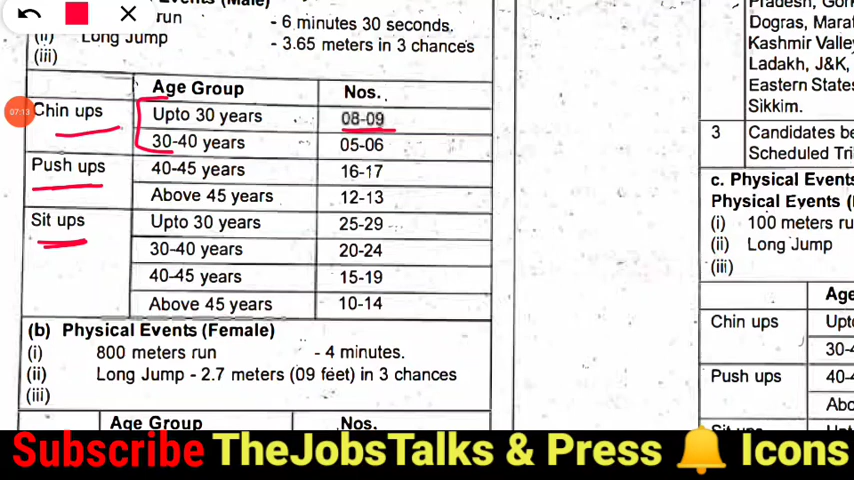 Events (Male)
run - 6 minutes 30 seconds.
(ii) Long Jump - 3.65 meters in 3 chances
(iii)
Age Group Nos.
Chin ups Upto 30 years 08-09
30-40 years 05-06
Push ups 40-45 years 16-17
Above 45 years 12-13
Sit ups Upto 30 years 25-29
30-40 years 20-24
40-45 years 15-19
Above 45 years 10-14
(b) Physical Events (Female)
(i) 800 meters run - 4 minutes.
(ii) Long Jump - 2.7 meters (09 feet) in 3 chances
(iii)
Age Group Nos.
07:13
Pradesh, Gor
Dogras, Marat
Kashmir Valley
Ladakh, J&K,
Eastern States
Sikkim.
3 Candidates be
Scheduled Tri
c. Physical Events
Physical Events (
(i) 100 meters ru
(ii) Long Jump
(iii)
Age
Chin ups Upto
30-4
Push ups 40-4
Abo
Sit ups Upto
Subscribe TheJobsTalks & Press Icons